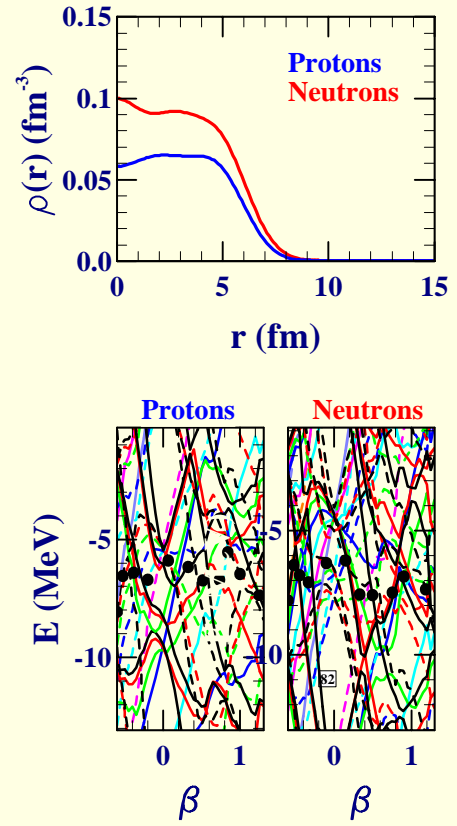 0.15
0.1
0.05
0.0
ρ(r) (fm-3)
Protons
Neutrons
0 5 10 15
r (fm)
Protons Neutrons
E (MeV)
-5
-10
-5
-10
82
0 1 0 1
β β